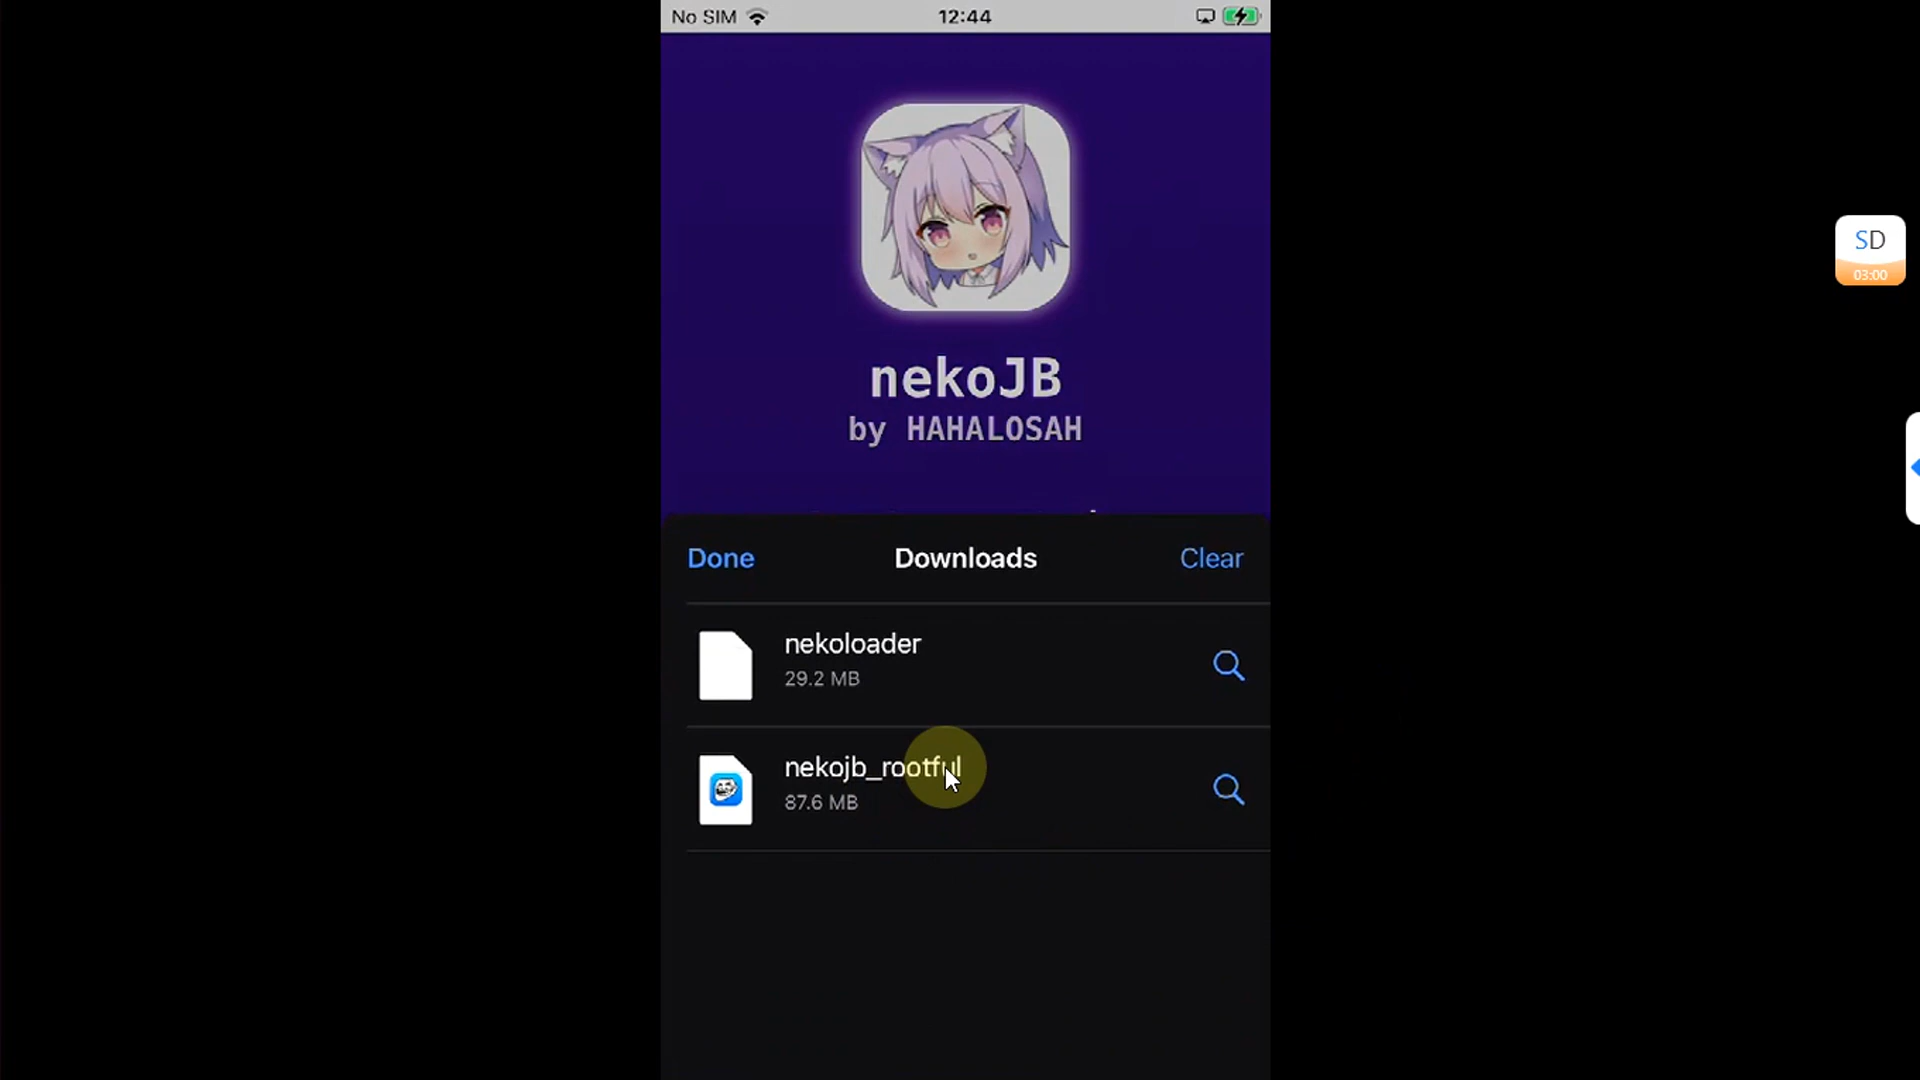 No SIM 12:44
nekoJB
by HAHALOSAH
Done Downloads Clear
nekoloader
29.2 MB
nekojb_rootful
87.6 MB
SD
03:00